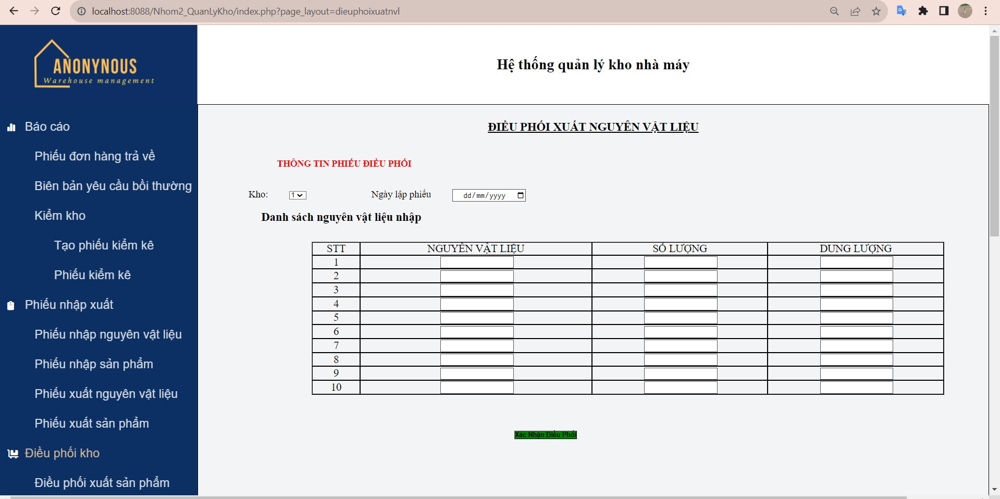 localhost:8088/Nhom2_QuanLyKho/index.php?page_layout=dieuphoixuatnvl
ANONYNOUS
Warehouse management
Hệ thống quản lý kho nhà máy
Báo cáo
Phiếu đơn hàng trả về
Biên bản yêu cầu bồi thường
Kiểm kho
Tạo phiếu kiểm kê
Phiếu kiểm kê
Phiếu nhập xuất
Phiếu nhập nguyên vật liệu
Phiếu nhập sản phẩm
Phiếu xuất nguyên vật liệu
Phiếu xuất sản phẩm
Điều phối kho
Điều phối xuất sản phẩm
ĐIỀU PHỐI XUẤT NGUYÊN VẬT LIỆU
THÔNG TIN PHIẾU ĐIỀU PHỐI
Kho: 1 Ngày lập phiếu dd/mm/yyyy
Danh sách nguyên vật liệu nhập
STT NGUYÊN VẬT LIỆU SỐ LƯỢNG DUNG LƯỢNG
1
2
3
4
5
6
7
8
9
10
Xác Nhận Điều Phối